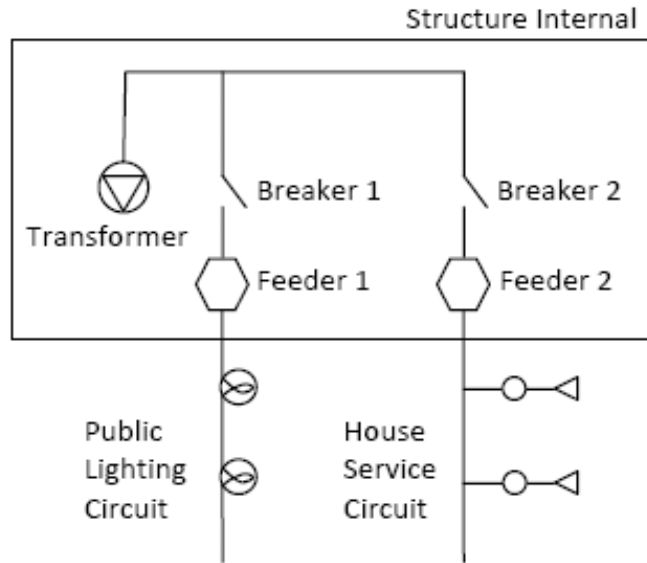 Structure Internal
Breaker 1
Breaker 2
Transformer
Feeder 1
Feeder 2
Public
Lighting
Circuit
House
Service
Circuit